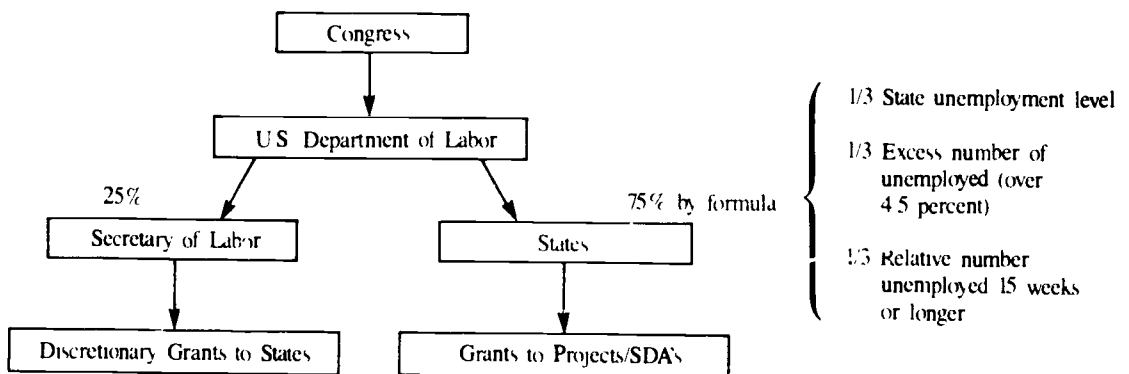 Congress
US Department of Labor
25%
75% by formula
Secretary of Labor
States
Discretionary Grants to States
Grants to Projects/SDA's
1/3 State unemployment level
1/3 Excess number of
unemployed (over
4.5 percent)
1/3 Relative number
unemployed 15 weeks
or longer